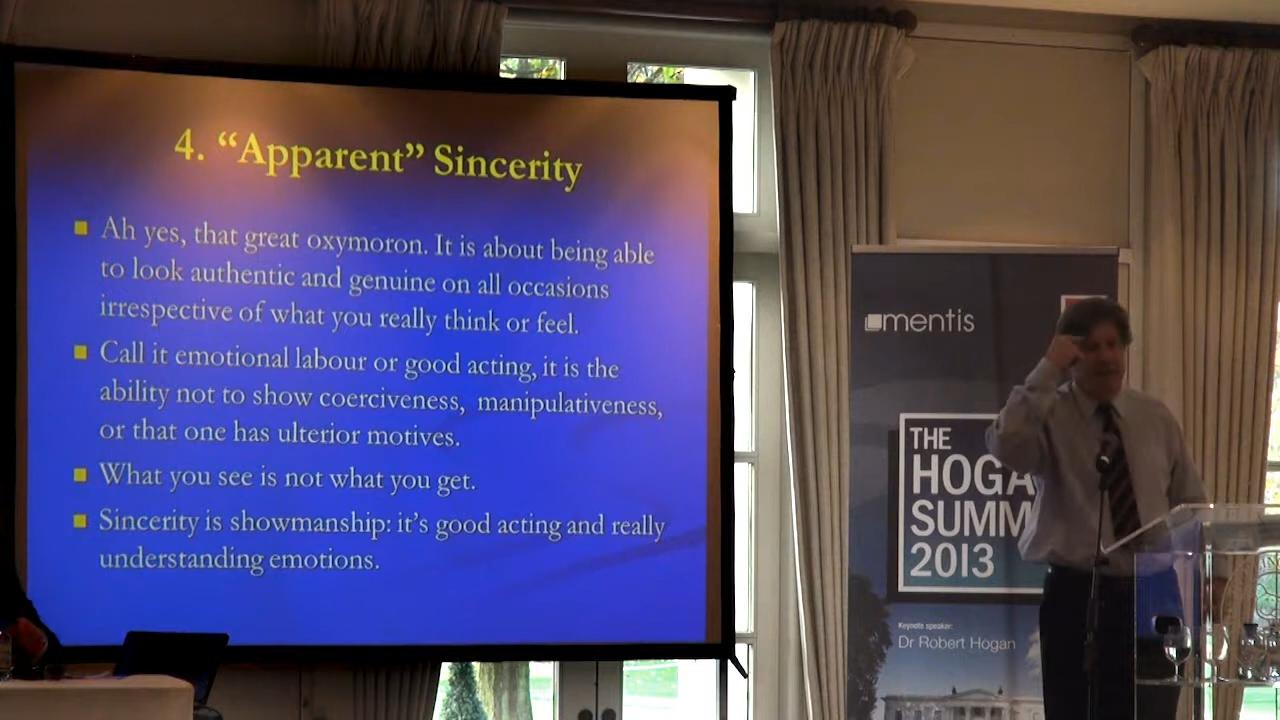 4. “Apparent” Sincerity
Ah yes, that great oxymoron. It is about being able
to look authentic and genuine on all occasions
irrespective of what you really think or feel.
Call it emotional labour or good acting, it is the
ability not to show coerciveness, manipulativeness,
or that one has ulterior motives.
What you see is not what you get.
Sincerity is showmanship: it’s good acting and really
understanding emotions.
mentis
THE
HOGA
SUMM
2013
Keynote speaker:
Dr Robert Hogan